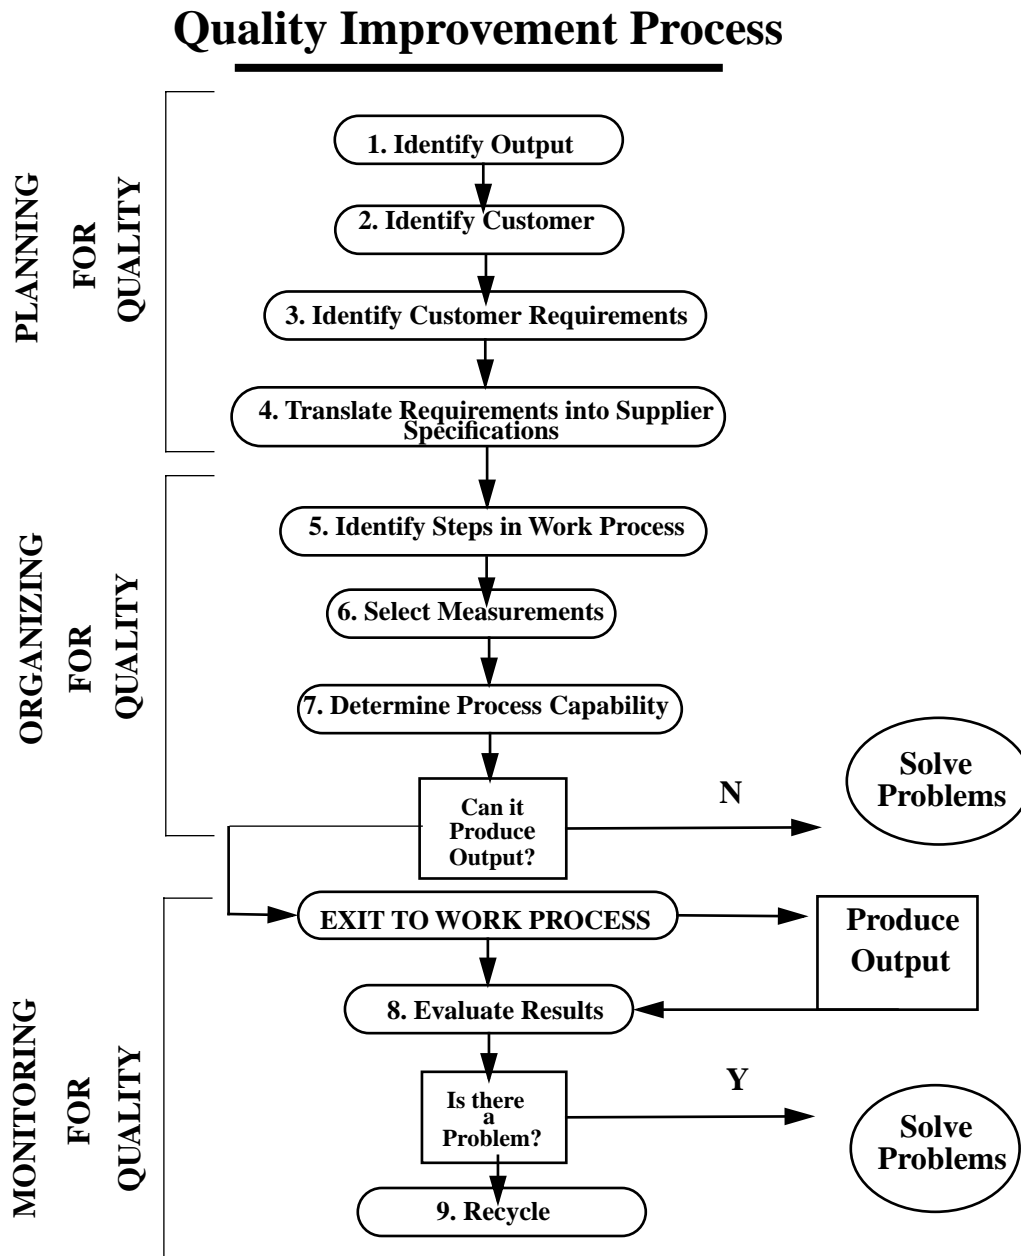 Quality Improvement Process
PLANNING
FOR
QUALITY
1. Identify Output
2. Identify Customer
3. Identify Customer Requirements
4. Translate Requirements into Supplier
Specifications
ORGANIZING
FOR
QUALITY
5. Identify Steps in Work Process
6. Select Measurements
7. Determine Process Capability
Can it
Produce
Output?
N
Solve
Problems
MONITORING
FOR
QUALITY
EXIT TO WORK PROCESS
Produce
Output
8. Evaluate Results
Is there
a
Problem?
Y
Solve
Problems
9. Recycle